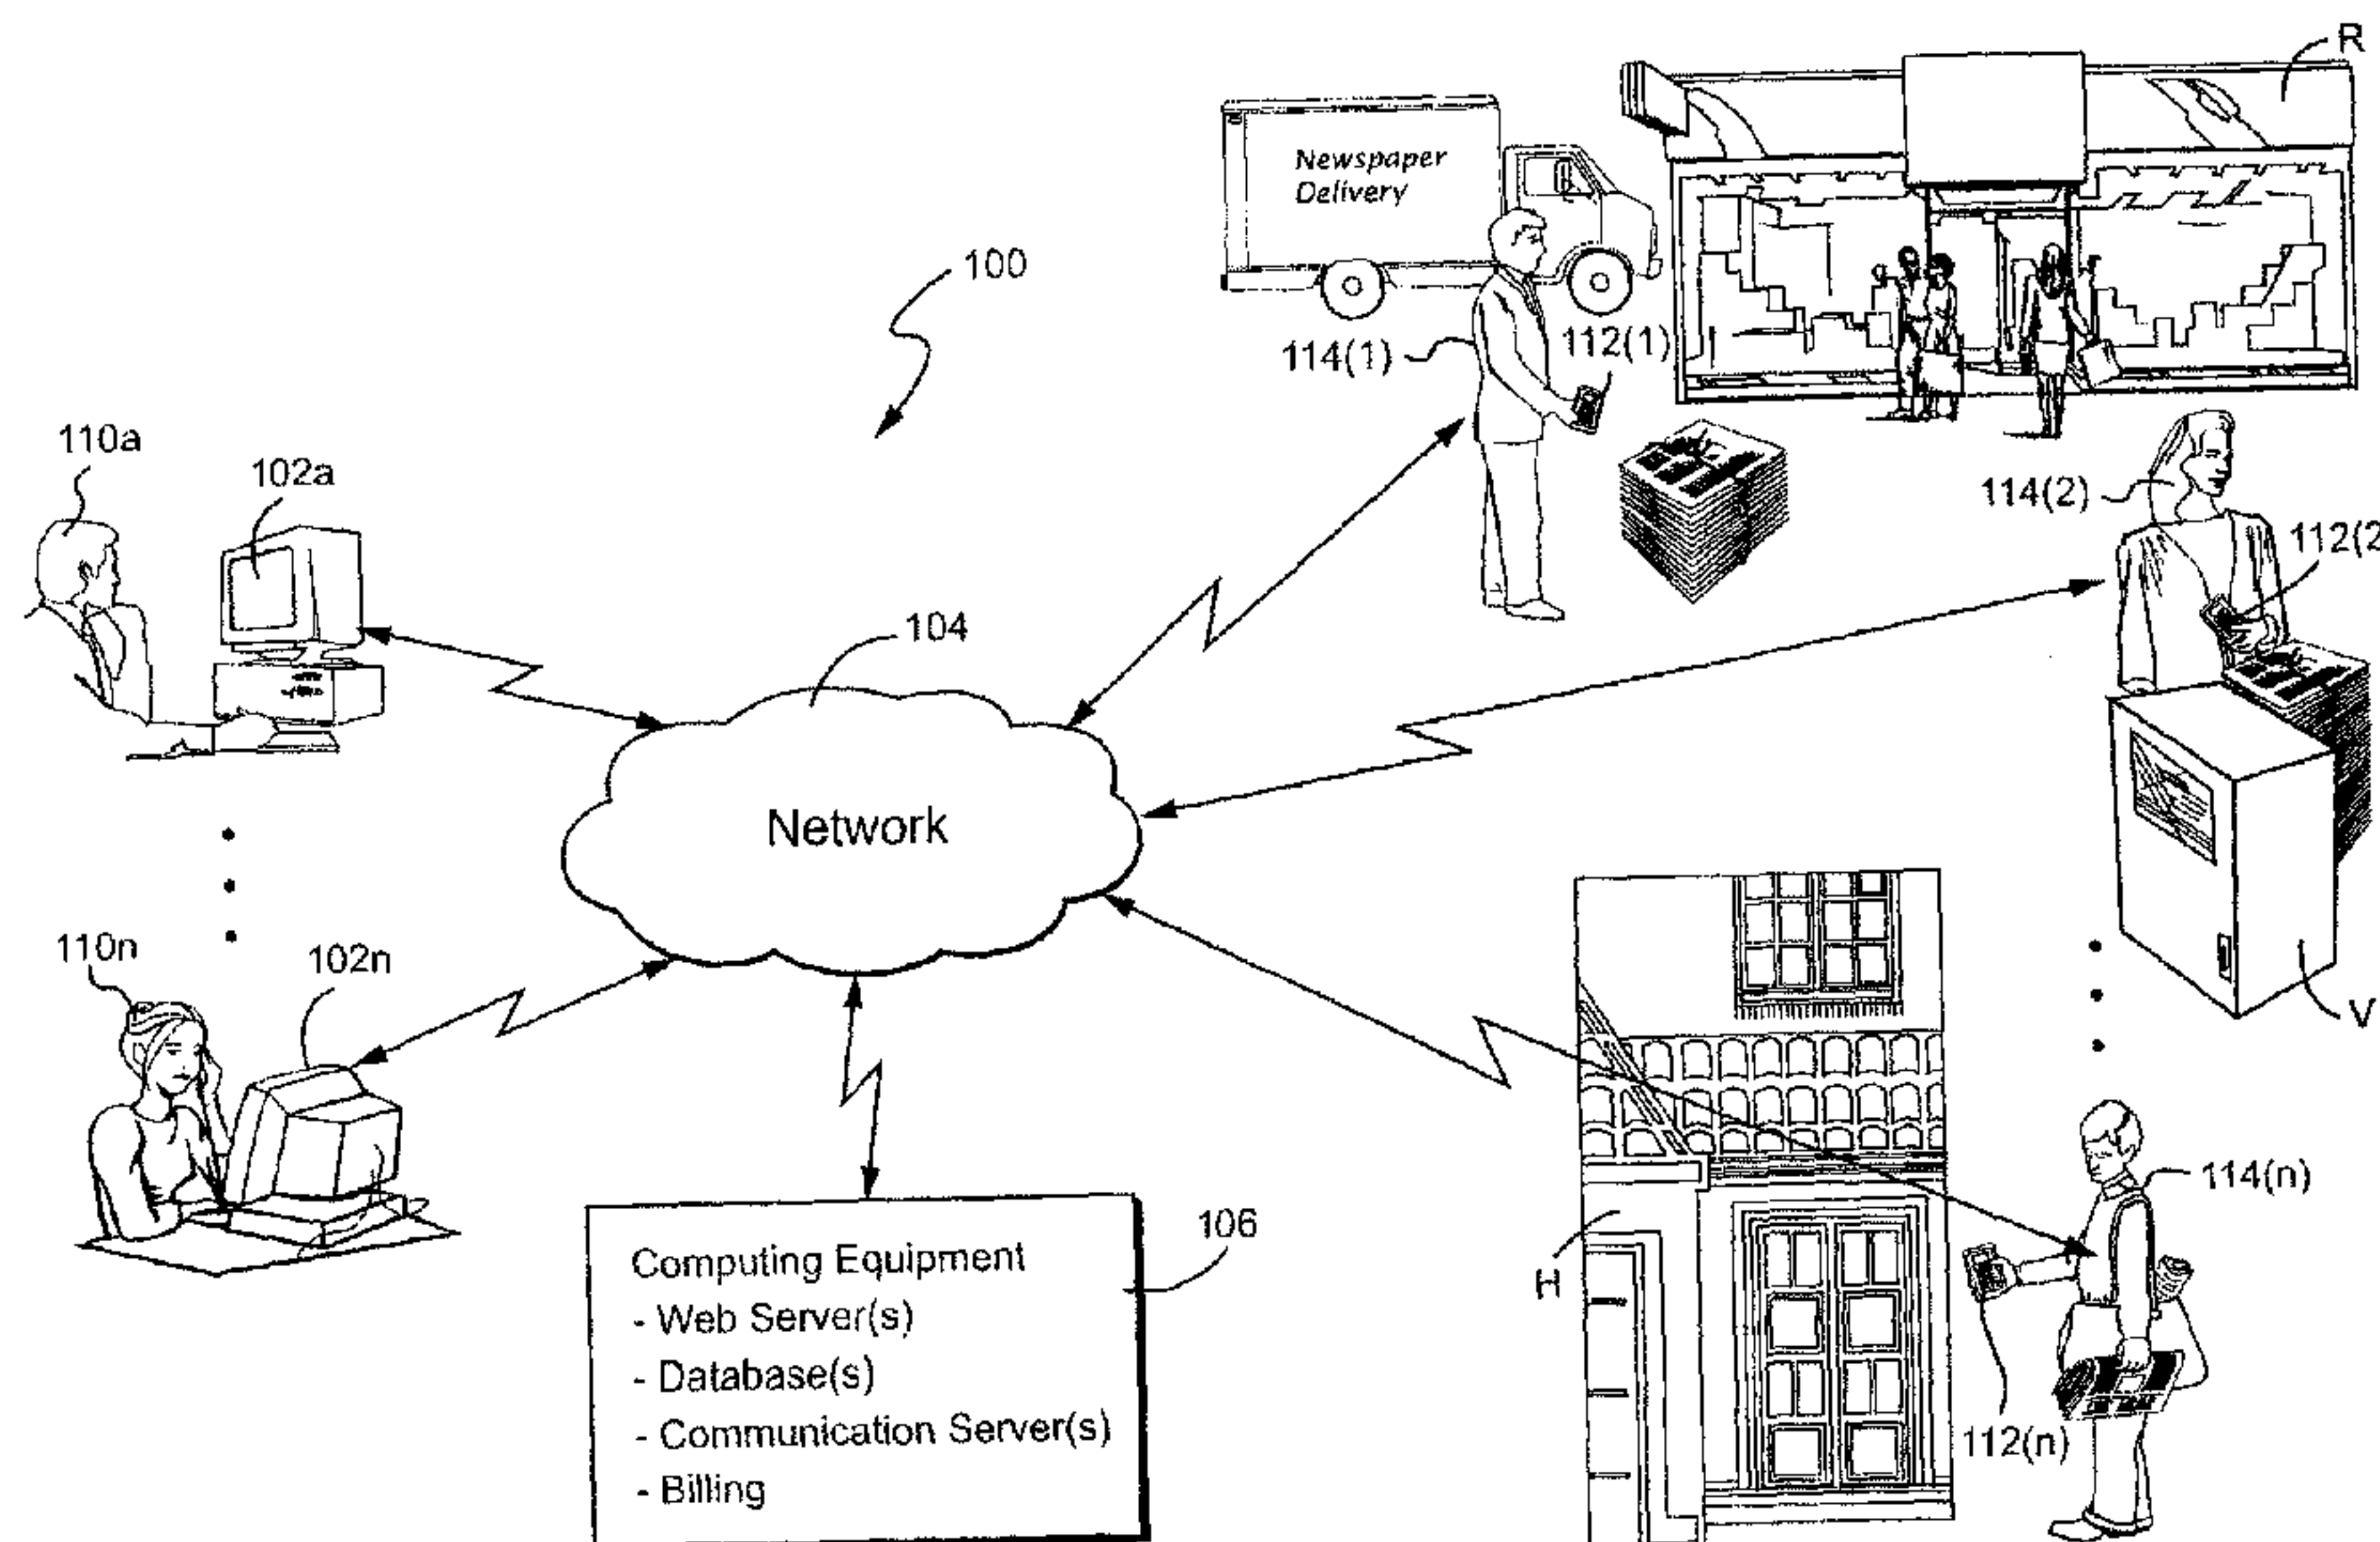 R
Newspaper
Delivery
100
114(1)
112(1)
110a
102a
114(2)
112(2
104
Network
110n
102n
V
114(n)
106
Computing Equipment
- Web Server(s)
- Database(s)
- Communication Server(s)
- Billing
H
112(n)